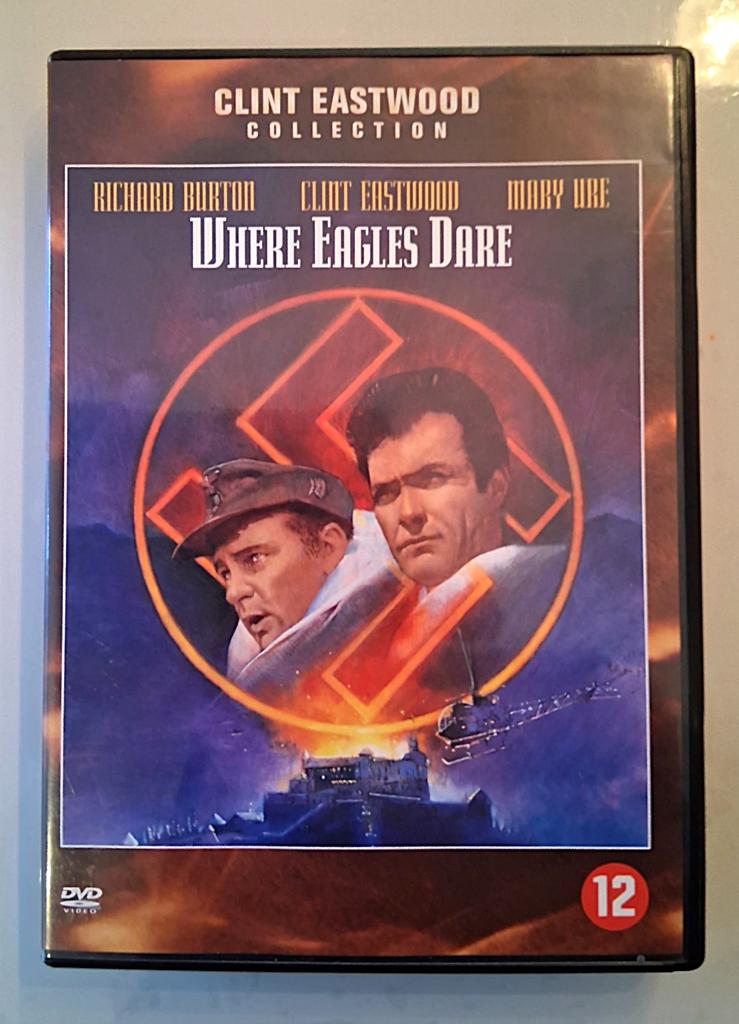 CLINT EASTWOOD
COLLECTION
RICHARD BURTON CLINT EASTWOOD MARY URE
WHERE EAGLES DARE
DVD
VIDEO
12